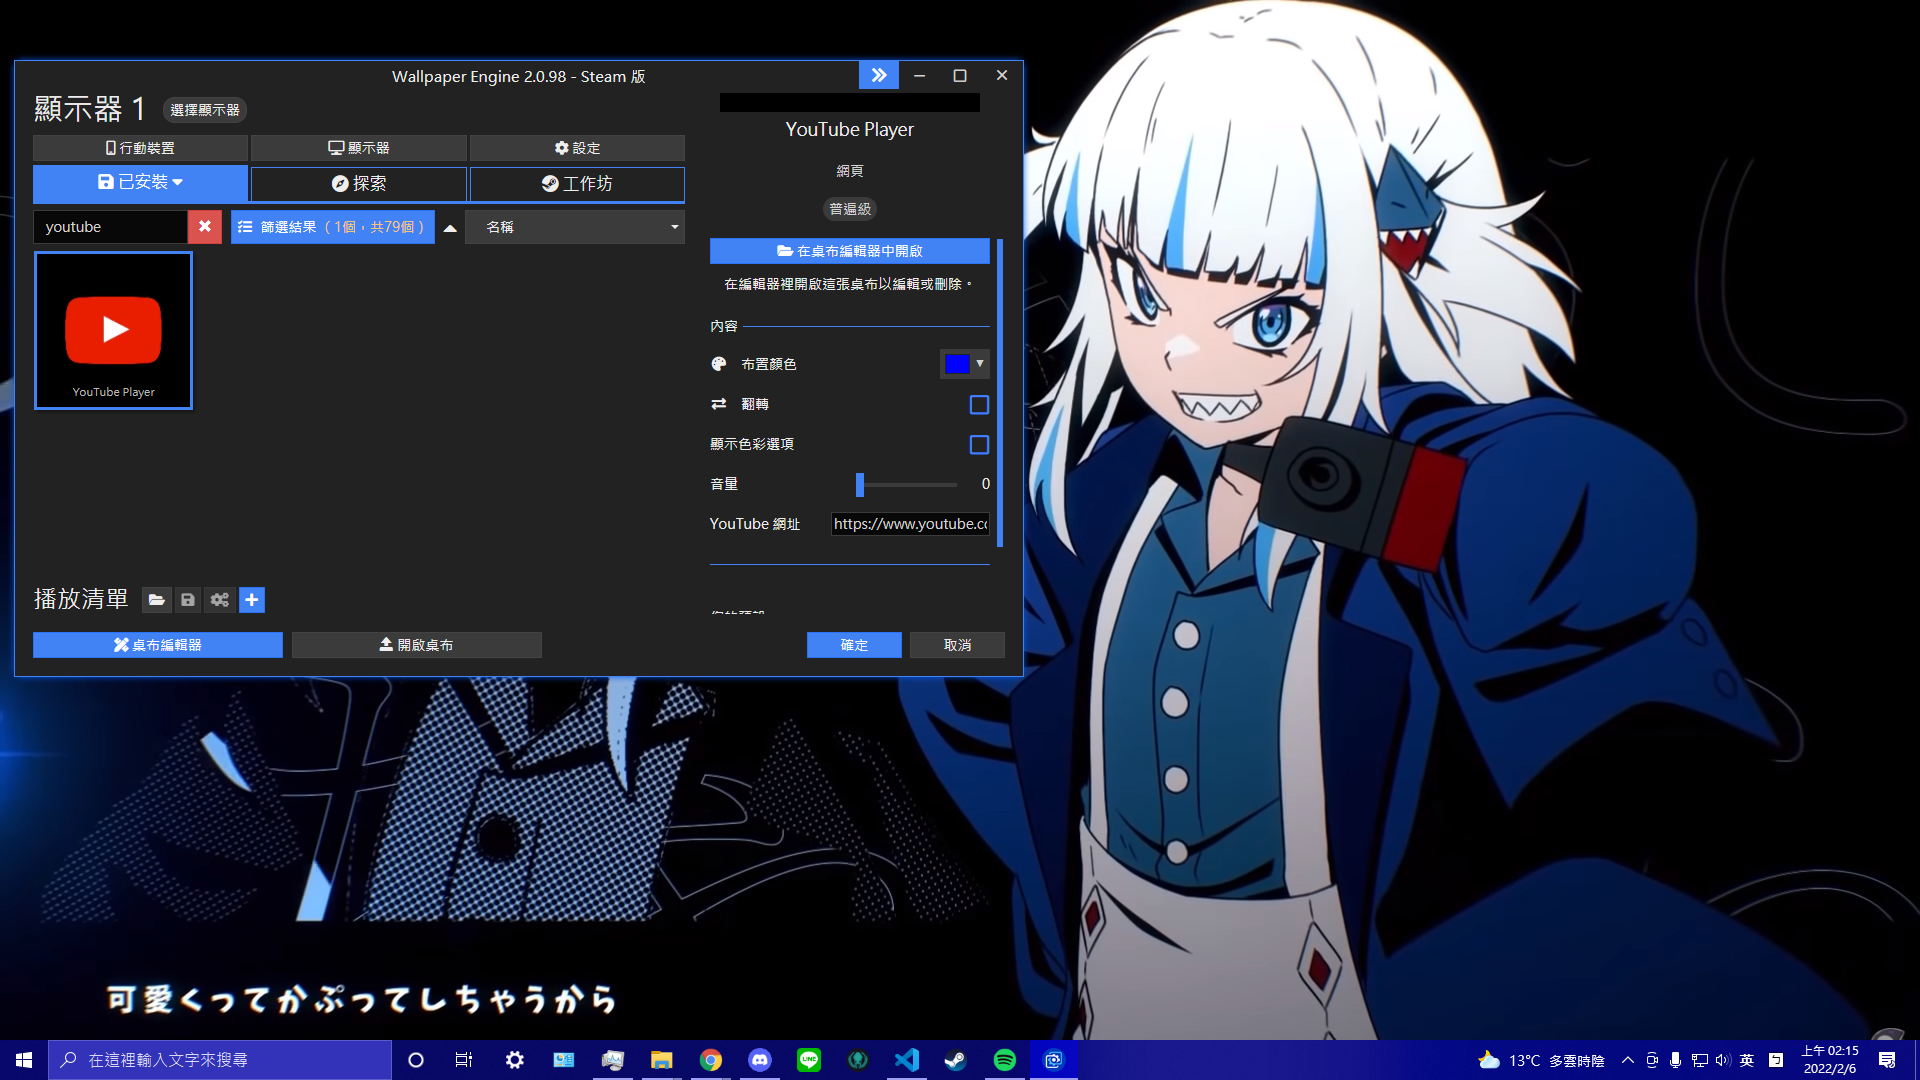 Wallpaper Engine 2.0.98 - Steam 版
顯示器 1
選擇顯示器
行動裝置
顯示器
設定
已安裝
探索
工作坊
youtube
篩選結果（1個，共79個）
名稱
YouTube Player
YouTube Player
網頁
普遍級
在桌布編輯器中開啟
在編輯器裡開啟這張桌布以編輯或刪除。
內容
布置顏色
翻轉
顯示色彩選項
音量
0
YouTube 網址
https://www.youtube.co
播放清單
桌布編輯器
開啟桌布
確定
取消
可愛くってかぷってしちゃうから
在這裡輸入文字來搜尋
LINE
13°C 多雲時陰
英
上午 02:15
2022/2/6